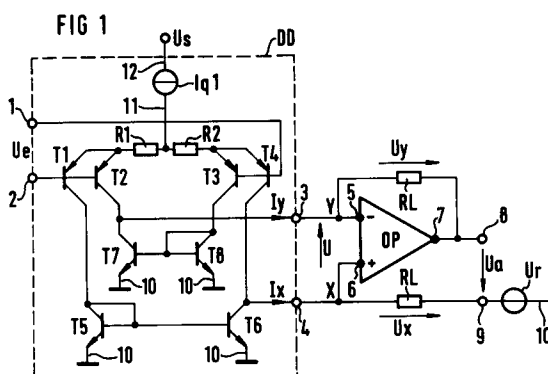 FIG 1
Us
DD
12
Iq1
11
1
R1 R2
Ue
T1 T2 T3 T4
2
Uy
RL
Iy 3 Y 5 - 7 8
U OP
T7 T8
10 10
6 +
Ua Ur
Ix X RL
4 Ux 9 10
T5 T6
10 10